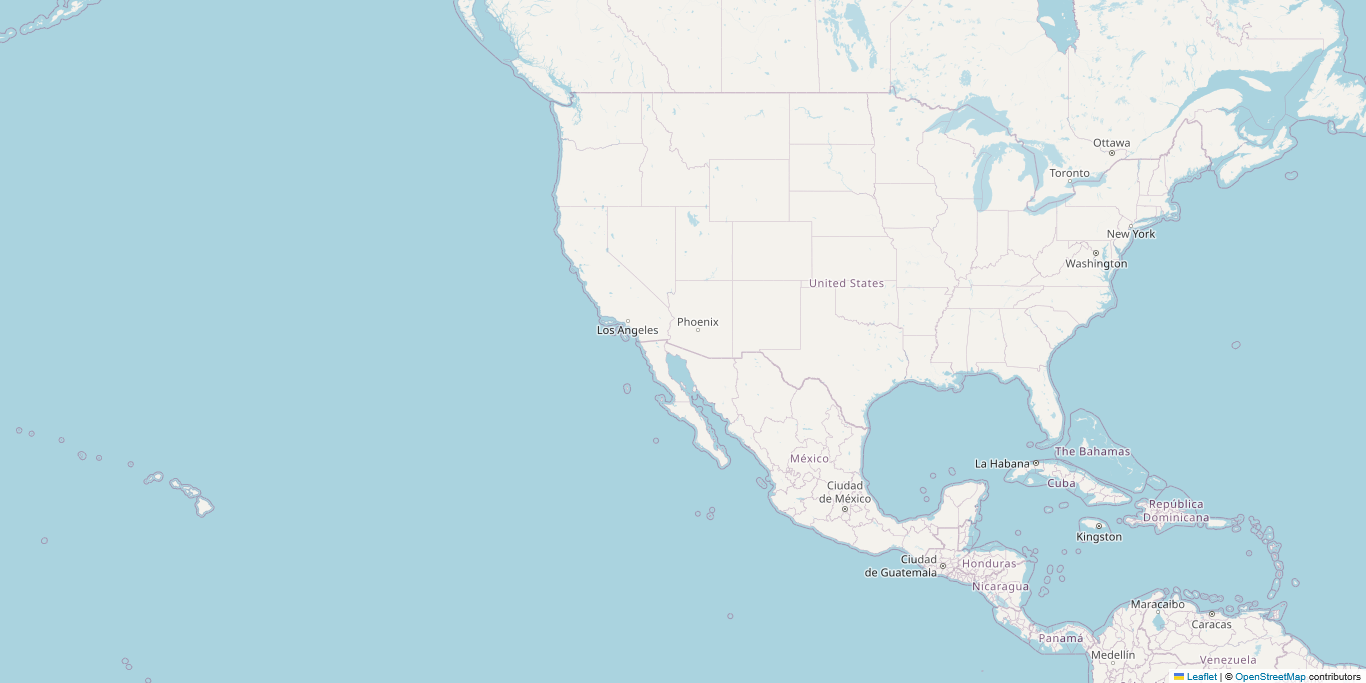 Ottawa
Toronto
New York
Washington
United States
Phoenix
Los Angeles
México
La Habana
The Bahamas
Cuba
Ciudad
de México
República
Dominicana
Kingston
Ciudad
de Guatemala
Honduras
Nicaragua
Maracaibo
Caracas
Panamá
Medellín
Venezuela
Leaflet | © OpenStreetMap contributors